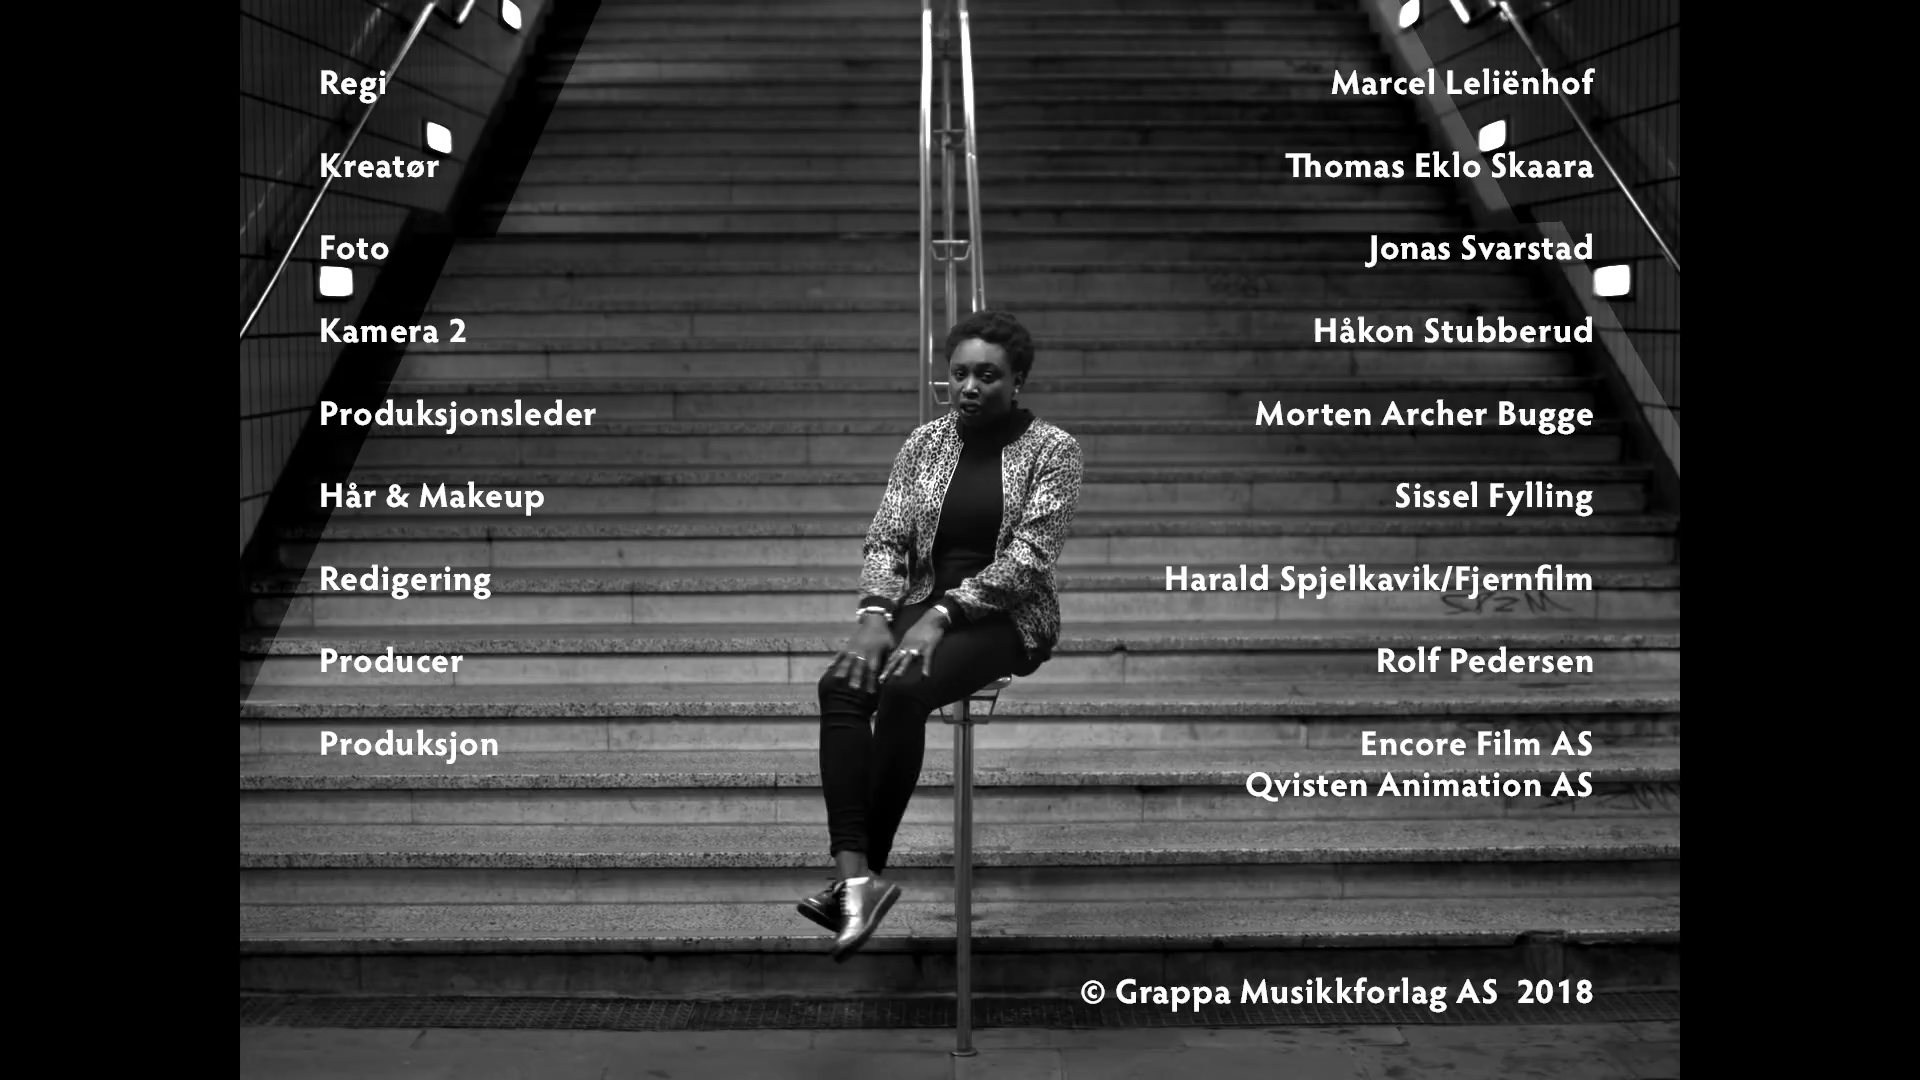 Regi Marcel Leliënhof
Kreatør Thomas Eklo Skaara
Foto Jonas Svarstad
Kamera 2 Håkon Stubberud
Produksjonsleder Morten Archer Bugge
Hår & Makeup Sissel Fylling
Redigering Harald Spjelkavik/Fjernfilm
Producer Rolf Pedersen
Produksjon Encore Film AS
Qvisten Animation AS
© Grappa Musikkforlag AS 2018